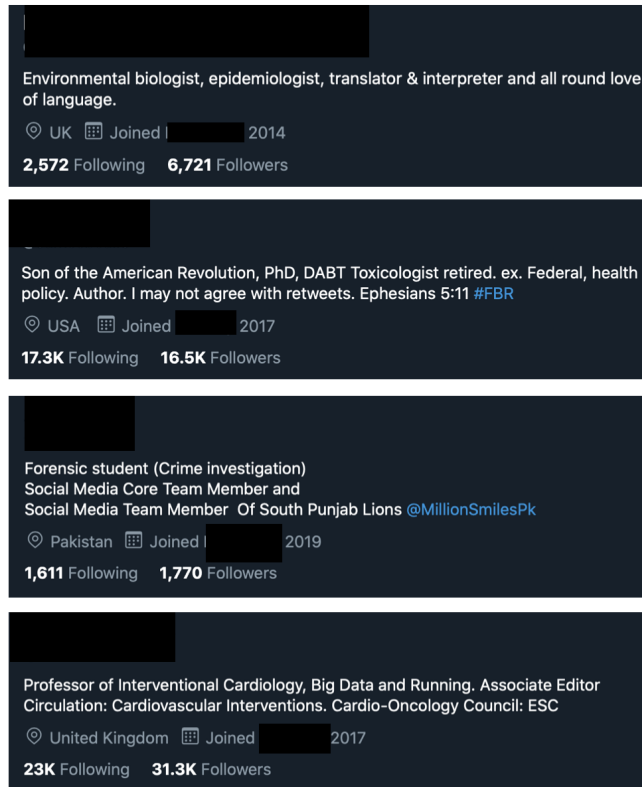 Environmental biologist, epidemiologist, translator & interpreter and all round love
of language.
UK Joined 2014
2,572 Following 6,721 Followers
Son of the American Revolution, PhD, DABT Toxicologist retired. ex. Federal, health
policy. Author. I may not agree with retweets. Ephesians 5:11 #FBR
USA Joined 2017
17.3K Following 16.5K Followers
Forensic student (Crime investigation)
Social Media Core Team Member and
Social Media Team Member Of South Punjab Lions @MillionSmilesPk
Pakistan Joined 2019
1,611 Following 1,770 Followers
Professor of Interventional Cardiology, Big Data and Running. Associate Editor
Circulation: Cardiovascular Interventions. Cardio-Oncology Council: ESC
United Kingdom Joined 2017
23K Following 31.3K Followers